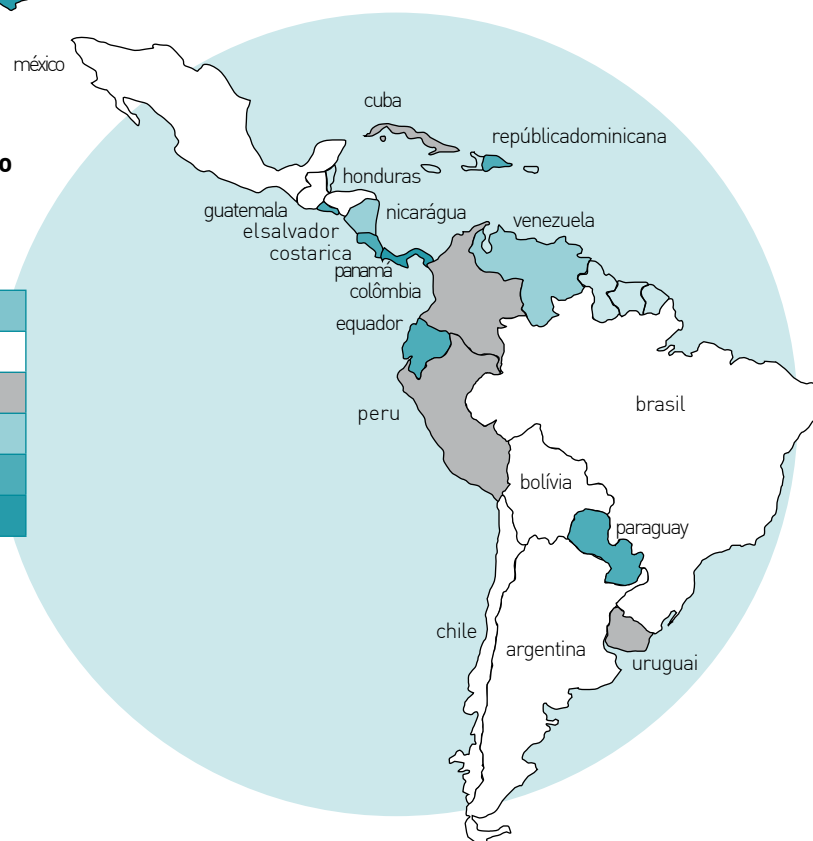 méxico
cuba
repúblicadominicana
o
honduras
guatemala
nicarágua
venezuela
elsalvador
costarica
panamá
colômbia
equador
peru
brasil
bolívia
paraguay
chile
argentina
uruguai